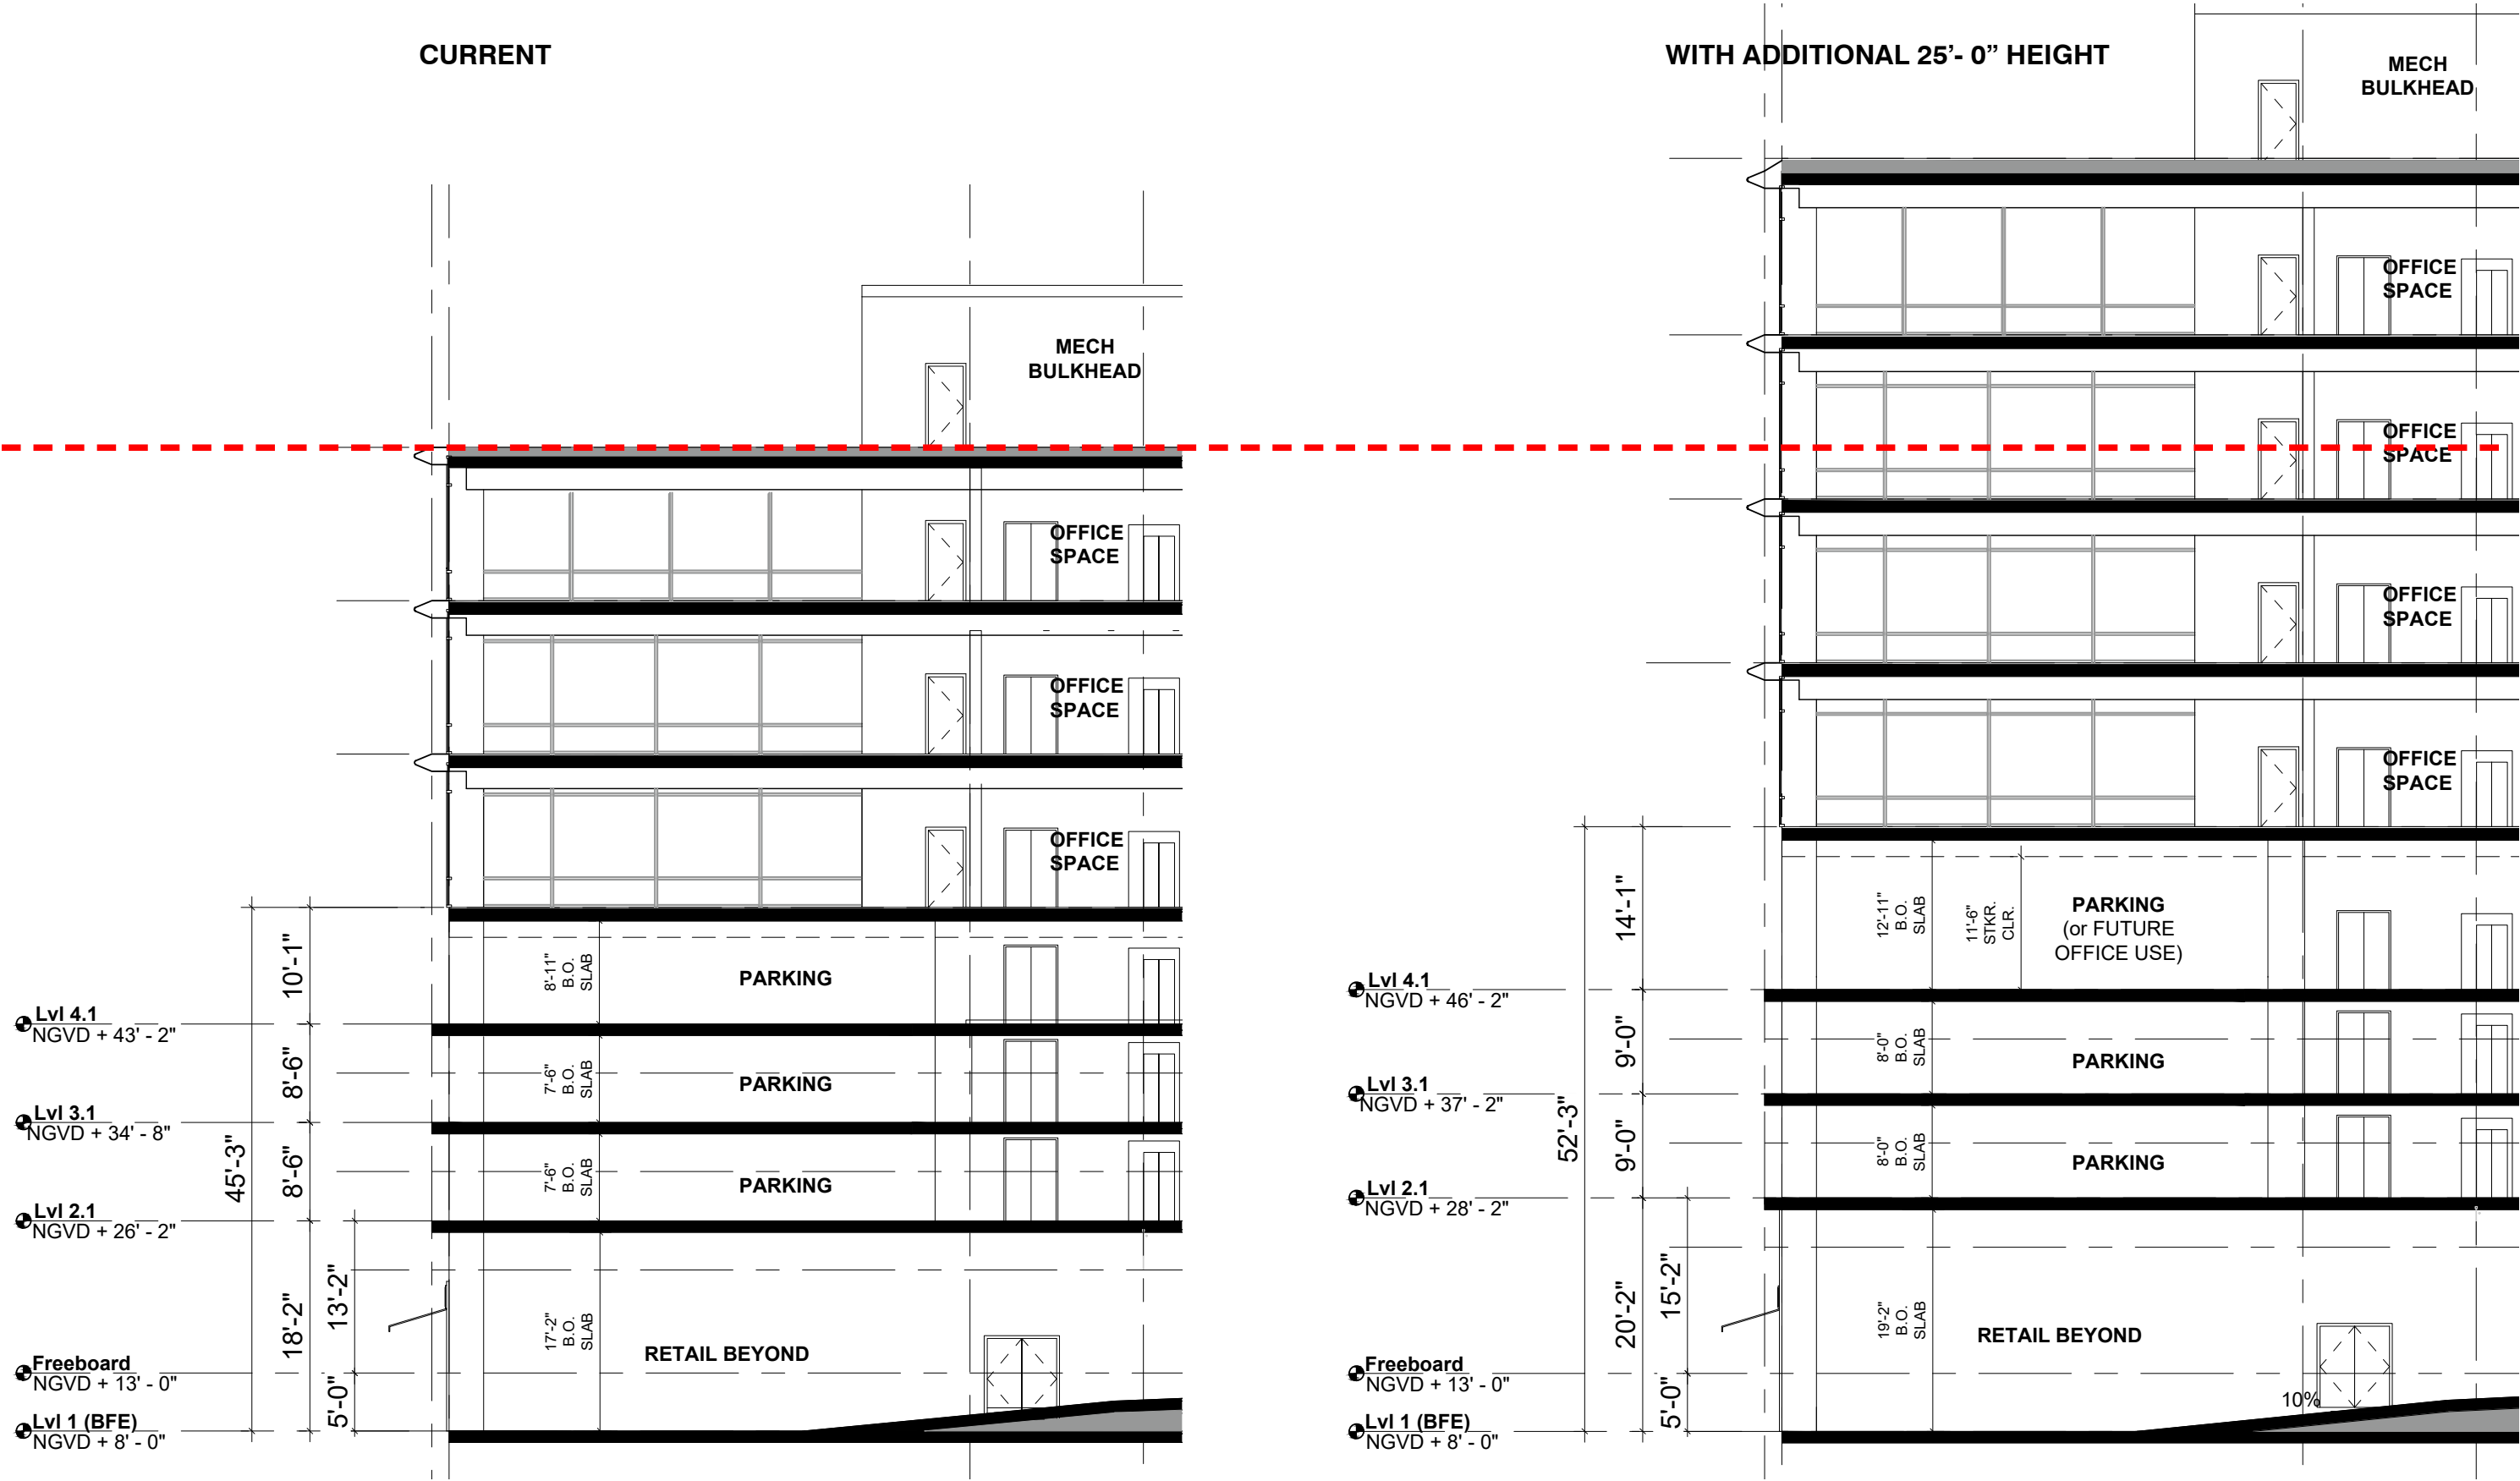 CURRENT
MECH
BULKHEAD
OFFICE
SPACE
OFFICE
SPACE
OFFICE
SPACE
10'-1"
8'-11"
B.O.
SLAB
PARKING
Lvl 4.1
NGVD + 43' - 2"
8'-6"
7'-6"
B.O.
SLAB
PARKING
Lvl 3.1
NGVD + 34' - 8"
45'-3"
8'-6"
7'-6"
B.O.
SLAB
PARKING
Lvl 2.1
NGVD + 26' - 2"
18'-2"
13'-2"
17'-2"
B.O.
SLAB
RETAIL BEYOND
Freeboard
NGVD + 13' - 0"
5'-0"
Lvl 1 (BFE)
NGVD + 8' - 0"
WITH ADDITIONAL 25'- 0” HEIGHT
MECH
BULKHEAD
OFFICE
SPACE
OFFICE
SPACE
OFFICE
SPACE
OFFICE
SPACE
14'-1"
12'-11"
B.O.
SLAB
11'-6"
STKR.
CLR.
PARKING
(or FUTURE
OFFICE USE)
Lvl 4.1
NGVD + 46' - 2"
9'-0"
8'-0"
B.O.
SLAB
PARKING
Lvl 3.1
NGVD + 37' - 2"
52'-3"
9'-0"
8'-0"
B.O.
SLAB
PARKING
Lvl 2.1
NGVD + 28' - 2"
20'-2"
15'-2"
19'-2"
B.O.
SLAB
RETAIL BEYOND
Freeboard
NGVD + 13' - 0"
5'-0"
10%
Lvl 1 (BFE)
NGVD + 8' - 0"